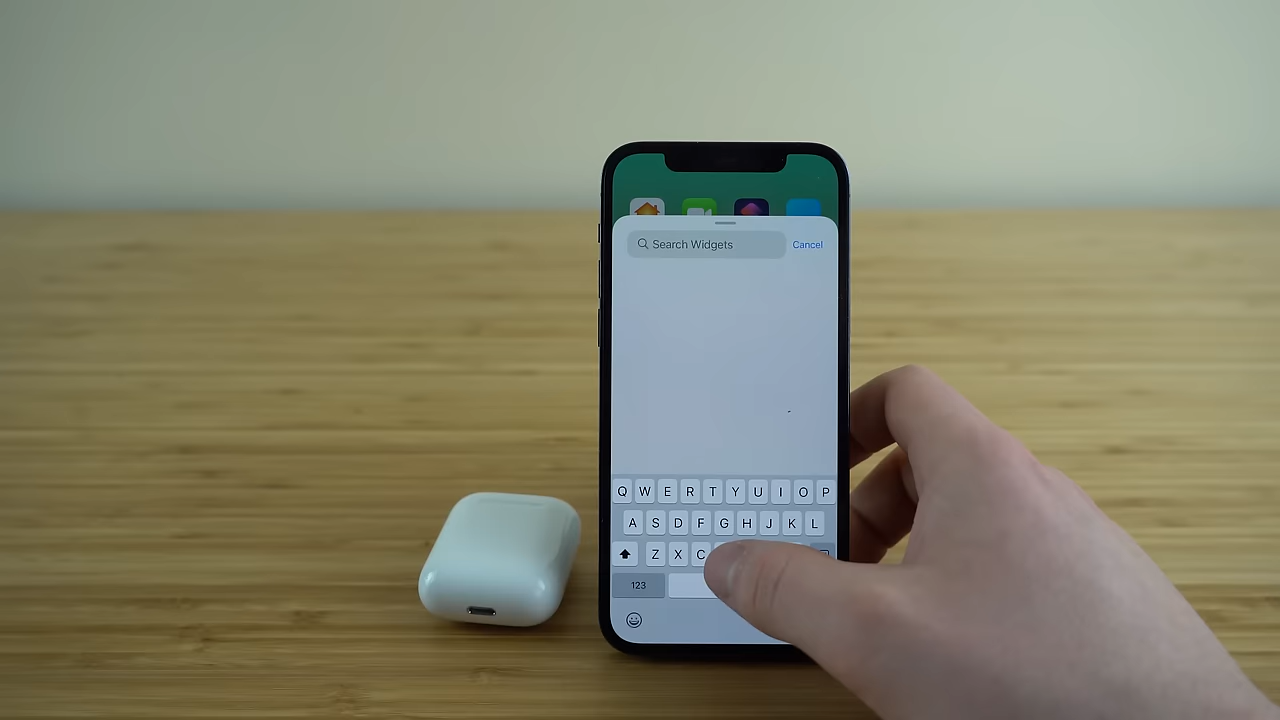 Search Widgets Cancel
Q W E R T Y U I O P
A S D F G H J K L
Z X C
123